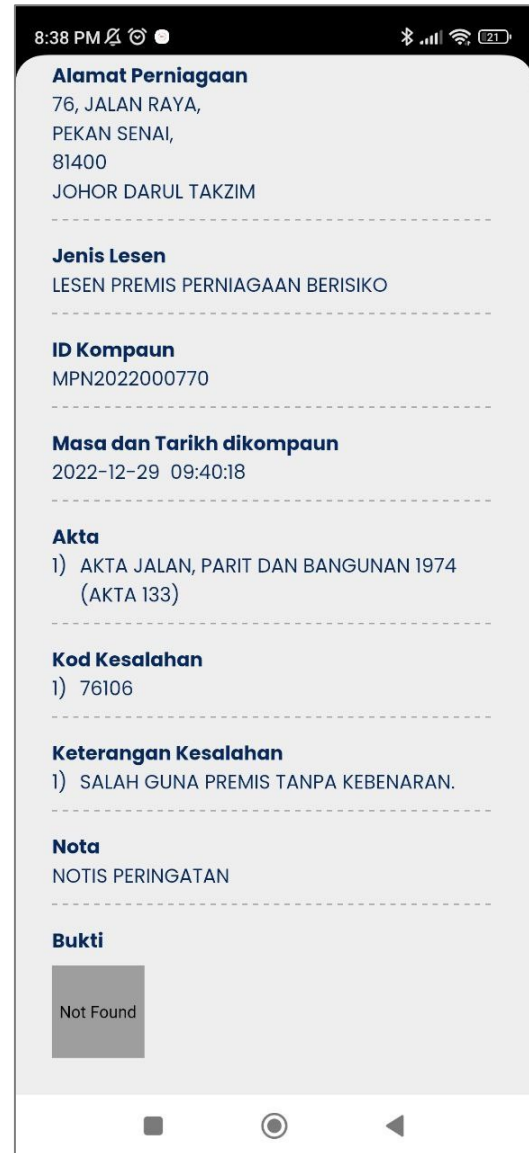 8:38 PM
21
Alamat Perniagaan
76, JALAN RAYA,
PEKAN SENAI,
81400
JOHOR DARUL TAKZIM
Jenis Lesen
LESEN PREMIS PERNIAGAAN BERISIKO
ID Kompaun
MPN2022000770
Masa dan Tarikh dikompaun
2022-12-29 09:40:18
Akta
1) AKTA JALAN, PARIT DAN BANGUNAN 1974
(AKTA 133)
Kod Kesalahan
1) 76106
Keterangan Kesalahan
1) SALAH GUNA PREMIS TANPA KEBENARAN.
Nota
NOTIS PERINGATAN
Bukti
Not Found